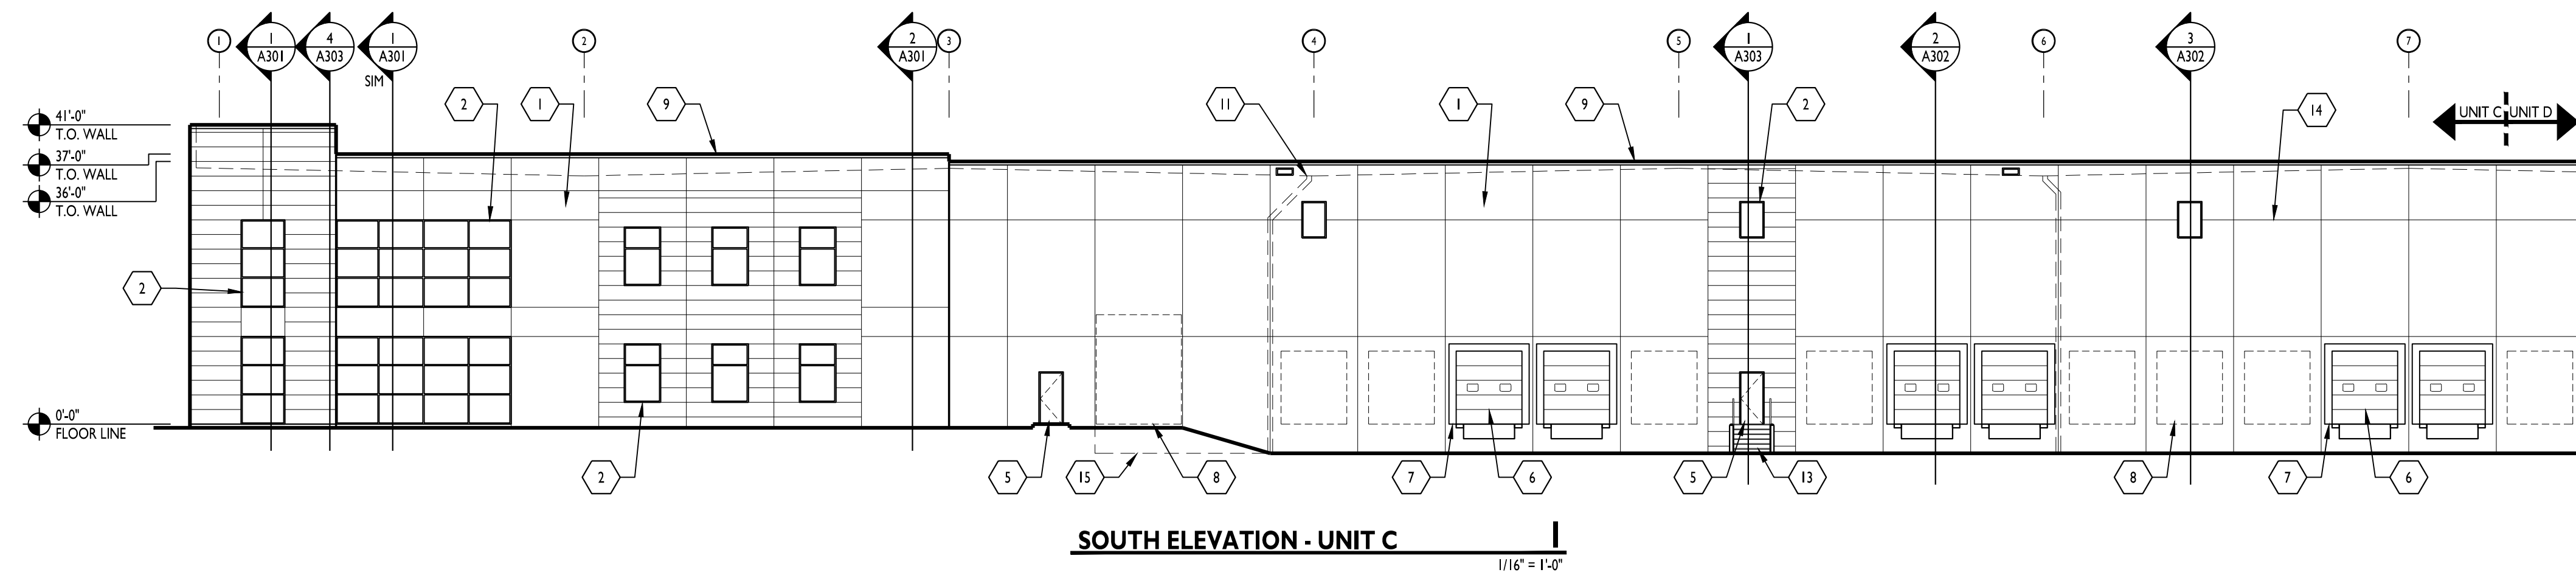 1
1
A301
4
A303
1
A301
SIM
2
2
A301
3
4
5
1
A303
2
A302
6
3
A302
7
2
1
9
11
1
9
2
14
UNIT C UNIT D
41'-0"
T.O. WALL
37'-0"
T.O. WALL
36'-0"
T.O. WALL
2
0'-0"
FLOOR LINE
2
5
15
8
7
6
5
13
8
7
6
SOUTH ELEVATION - UNIT C
1
1/16" = 1'-0"